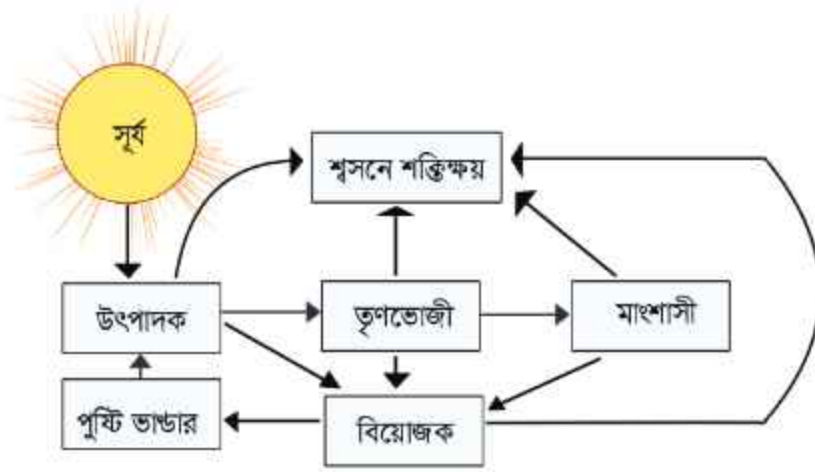 সূর্য
শ্বসনে শক্তিক্ষয়
উৎপাদক
তৃণভোজী
মাংশাসী
পুষ্টি ভাণ্ডার
বিয়োজক